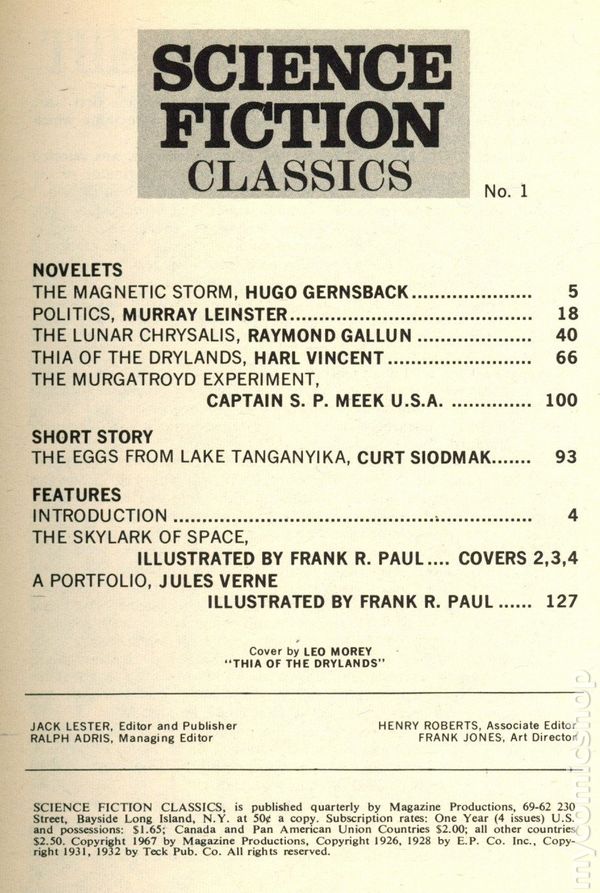 SCIENCE
FICTION
CLASSICS
No. 1
NOVELETS
THE MAGNETIC STORM, HUGO GERNSBACK..................... 5
POLITICS, MURRAY LEINSTER.......................................... 18
THE LUNAR CHRYSALIS, RAYMOND GALLUN .................... 40
THIA OF THE DRYLANDS, HARL VINCENT......................... 66
THE MURGATROYD EXPERIMENT,
CAPTAIN S. P. MEEK U.S.A. .............. 100
SHORT STORY
THE EGGS FROM LAKE TANGANYIKA, CURT SIODMAK....... 93
FEATURES
INTRODUCTION .............................................................. 4
THE SKYLARK OF SPACE,
ILLUSTRATED BY FRANK R. PAUL.... COVERS 2,3,4
A PORTFOLIO, JULES VERNE
ILLUSTRATED BY FRANK R. PAUL ...... 127
Cover by LEO MOREY
"THIA OF THE DRYLANDS"
JACK LESTER, Editor and Publisher
RALPH ADRIS, Managing Editor
HENRY ROBERTS, Associate Editor
FRANK JONES, Art Director
SCIENCE FICTION CLASSICS, is published quarterly by Magazine Productions, 69-62 230
Street, Bayside Long Island, N.Y. at 50¢ a copy. Subscription rates: One Year (4 issues) U.S.
and possessions: $1.65; Canada and Pan American Union Countries $2.00; all other countries
$2.50. Copyright 1967 by Magazine Productions, Copyright 1926, 1928 by E.P. Co. Inc., Copy-
right 1931, 1932 by Teck Pub. Co. All rights reserved.
mycomicshop